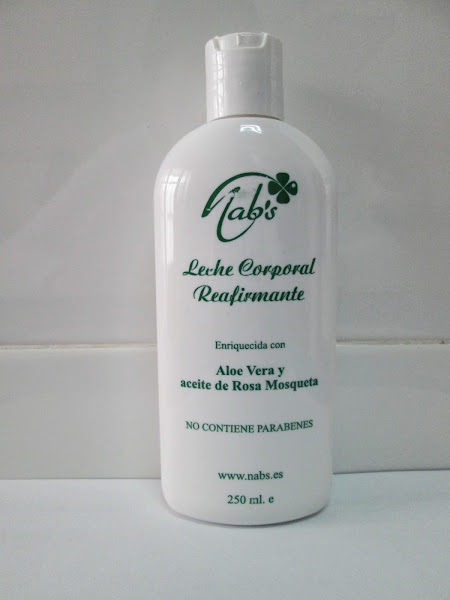 Nab's
Leche Corporal
Reafirmante
Enriquecida con
Aloe Vera y
aceite de Rosa Mosqueta
NO CONTIENE PARABENES
www.nabs.es
250 ml. e